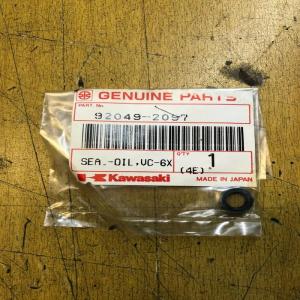 GENUINE PARTS
PART No.
92049-2097
SEAL-OIL,VC-6X
QTY
1
(4E)
Kawasaki
MADE IN JAPAN